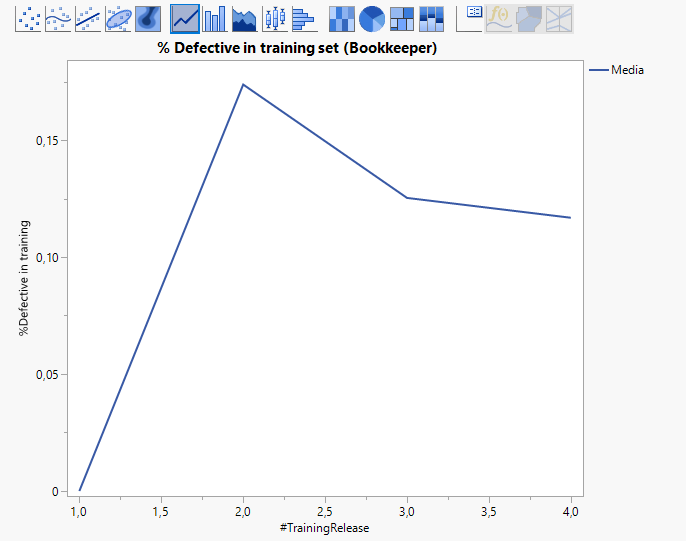 % Defective in training set (Bookkeeper)
Media
0,15
0,10
0,05
0
%Defective in training
1,0 1,5 2,0 2,5 3,0 3,5 4,0
#TrainingRelease